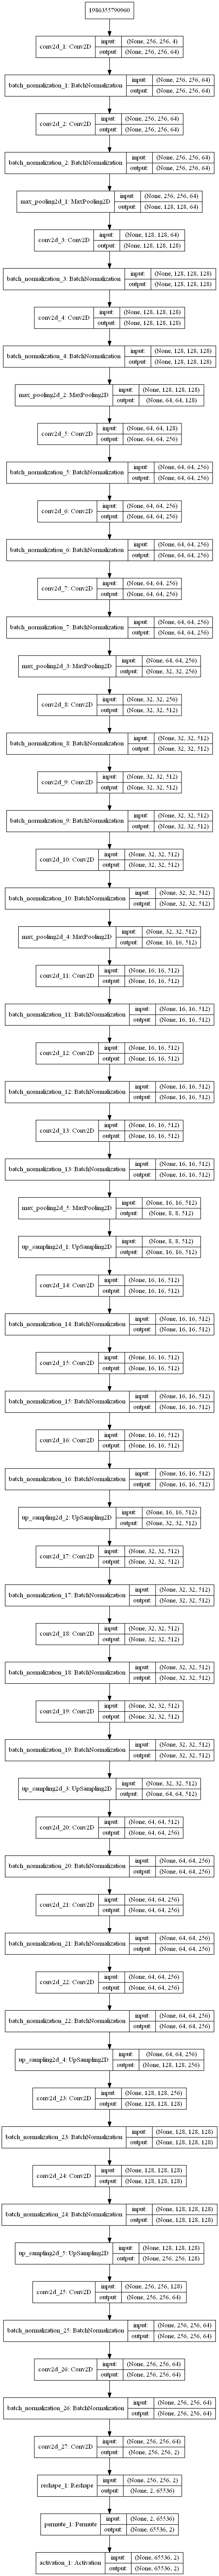 1986355790960
conv2d_1: Conv2D
input: (None, 256, 256, 4)
output: (None, 256, 256, 64)
batch_normalization_1: BatchNormalization
input: (None, 256, 256, 64)
output: (None, 256, 256, 64)
conv2d_2: Conv2D
input: (None, 256, 256, 64)
output: (None, 256, 256, 64)
batch_normalization_2: BatchNormalization
input: (None, 256, 256, 64)
output: (None, 256, 256, 64)
max_pooling2d_1: MaxPooling2D
input: (None, 256, 256, 64)
output: (None, 128, 128, 64)
conv2d_3: Conv2D
input: (None, 128, 128, 64)
output: (None, 128, 128, 128)
batch_normalization_3: BatchNormalization
input: (None, 128, 128, 128)
output: (None, 128, 128, 128)
conv2d_4: Conv2D
input: (None, 128, 128, 128)
output: (None, 128, 128, 128)
batch_normalization_4: BatchNormalization
input: (None, 128, 128, 128)
output: (None, 128, 128, 128)
max_pooling2d_2: MaxPooling2D
input: (None, 128, 128, 128)
output: (None, 64, 64, 128)
conv2d_5: Conv2D
input: (None, 64, 64, 128)
output: (None, 64, 64, 256)
batch_normalization_5: BatchNormalization
input: (None, 64, 64, 256)
output: (None, 64, 64, 256)
conv2d_6: Conv2D
input: (None, 64, 64, 256)
output: (None, 64, 64, 256)
batch_normalization_6: BatchNormalization
input: (None, 64, 64, 256)
output: (None, 64, 64, 256)
conv2d_7: Conv2D
input: (None, 64, 64, 256)
output: (None, 64, 64, 256)
batch_normalization_7: BatchNormalization
input: (None, 64, 64, 256)
output: (None, 64, 64, 256)
max_pooling2d_3: MaxPooling2D
input: (None, 64, 64, 256)
output: (None, 32, 32, 256)
conv2d_8: Conv2D
input: (None, 32, 32, 256)
output: (None, 32, 32, 512)
batch_normalization_8: BatchNormalization
input: (None, 32, 32, 512)
output: (None, 32, 32, 512)
conv2d_9: Conv2D
input: (None, 32, 32, 512)
output: (None, 32, 32, 512)
batch_normalization_9: BatchNormalization
input: (None, 32, 32, 512)
output: (None, 32, 32, 512)
conv2d_10: Conv2D
input: (None, 32, 32, 512)
output: (None, 32, 32, 512)
batch_normalization_10: BatchNormalization
input: (None, 32, 32, 512)
output: (None, 32, 32, 512)
max_pooling2d_4: MaxPooling2D
input: (None, 32, 32, 512)
output: (None, 16, 16, 512)
conv2d_11: Conv2D
input: (None, 16, 16, 512)
output: (None, 16, 16, 512)
batch_normalization_11: BatchNormalization
input: (None, 16, 16, 512)
output: (None, 16, 16, 512)
conv2d_12: Conv2D
input: (None, 16, 16, 512)
output: (None, 16, 16, 512)
batch_normalization_12: BatchNormalization
input: (None, 16, 16, 512)
output: (None, 16, 16, 512)
conv2d_13: Conv2D
input: (None, 16, 16, 512)
output: (None, 16, 16, 512)
batch_normalization_13: BatchNormalization
input: (None, 16, 16, 512)
output: (None, 16, 16, 512)
max_pooling2d_5: MaxPooling2D
input: (None, 16, 16, 512)
output: (None, 8, 8, 512)
up_sampling2d_1: UpSampling2D
input: (None, 8, 8, 512)
output: (None, 16, 16, 512)
conv2d_14: Conv2D
input: (None, 16, 16, 512)
output: (None, 16, 16, 512)
batch_normalization_14: BatchNormalization
input: (None, 16, 16, 512)
output: (None, 16, 16, 512)
conv2d_15: Conv2D
input: (None, 16, 16, 512)
output: (None, 16, 16, 512)
batch_normalization_15: BatchNormalization
input: (None, 16, 16, 512)
output: (None, 16, 16, 512)
conv2d_16: Conv2D
input: (None, 16, 16, 512)
output: (None, 16, 16, 512)
batch_normalization_16: BatchNormalization
input: (None, 16, 16, 512)
output: (None, 16, 16, 512)
up_sampling2d_2: UpSampling2D
input: (None, 16, 16, 512)
output: (None, 32, 32, 512)
conv2d_17: Conv2D
input: (None, 32, 32, 512)
output: (None, 32, 32, 512)
batch_normalization_17: BatchNormalization
input: (None, 32, 32, 512)
output: (None, 32, 32, 512)
conv2d_18: Conv2D
input: (None, 32, 32, 512)
output: (None, 32, 32, 512)
batch_normalization_18: BatchNormalization
input: (None, 32, 32, 512)
output: (None, 32, 32, 512)
conv2d_19: Conv2D
input: (None, 32, 32, 512)
output: (None, 32, 32, 512)
batch_normalization_19: BatchNormalization
input: (None, 32, 32, 512)
output: (None, 32, 32, 512)
up_sampling2d_3: UpSampling2D
input: (None, 32, 32, 512)
output: (None, 64, 64, 512)
conv2d_20: Conv2D
input: (None, 64, 64, 512)
output: (None, 64, 64, 256)
batch_normalization_20: BatchNormalization
input: (None, 64, 64, 256)
output: (None, 64, 64, 256)
conv2d_21: Conv2D
input: (None, 64, 64, 256)
output: (None, 64, 64, 256)
batch_normalization_21: BatchNormalization
input: (None, 64, 64, 256)
output: (None, 64, 64, 256)
conv2d_22: Conv2D
input: (None, 64, 64, 256)
output: (None, 64, 64, 256)
batch_normalization_22: BatchNormalization
input: (None, 64, 64, 256)
output: (None, 64, 64, 256)
up_sampling2d_4: UpSampling2D
input: (None, 64, 64, 256)
output: (None, 128, 128, 256)
conv2d_23: Conv2D
input: (None, 128, 128, 256)
output: (None, 128, 128, 128)
batch_normalization_23: BatchNormalization
input: (None, 128, 128, 128)
output: (None, 128, 128, 128)
conv2d_24: Conv2D
input: (None, 128, 128, 128)
output: (None, 128, 128, 128)
batch_normalization_24: BatchNormalization
input: (None, 128, 128, 128)
output: (None, 128, 128, 128)
up_sampling2d_5: UpSampling2D
input: (None, 128, 128, 128)
output: (None, 256, 256, 128)
conv2d_25: Conv2D
input: (None, 256, 256, 128)
output: (None, 256, 256, 64)
batch_normalization_25: BatchNormalization
input: (None, 256, 256, 64)
output: (None, 256, 256, 64)
conv2d_26: Conv2D
input: (None, 256, 256, 64)
output: (None, 256, 256, 64)
batch_normalization_26: BatchNormalization
input: (None, 256, 256, 64)
output: (None, 256, 256, 64)
conv2d_27: Conv2D
input: (None, 256, 256, 64)
output: (None, 256, 256, 2)
reshape_1: Reshape
input: (None, 256, 256, 2)
output: (None, 2, 65536)
permute_1: Permute
input: (None, 2, 65536)
output: (None, 65536, 2)
activation_1: Activation
input: (None, 65536, 2)
output: (None, 65536, 2)